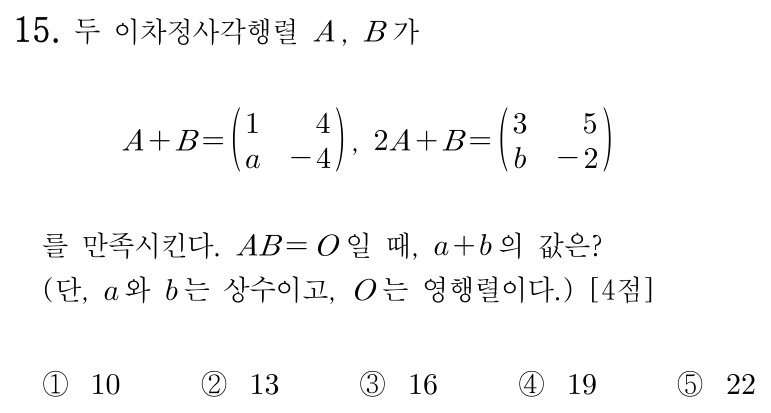 15. 두 이차정사각행렬 A, B가
A+B=(1 4; a −4), 2A+B=(3 5; b −2)
를 만족시킨다. AB=O일 때, a+b의 값은?
(단, a와 b는 상수이고, O는 영행렬이다.) [4점]
① 10 ② 13 ③ 16 ④ 19 ⑤ 22